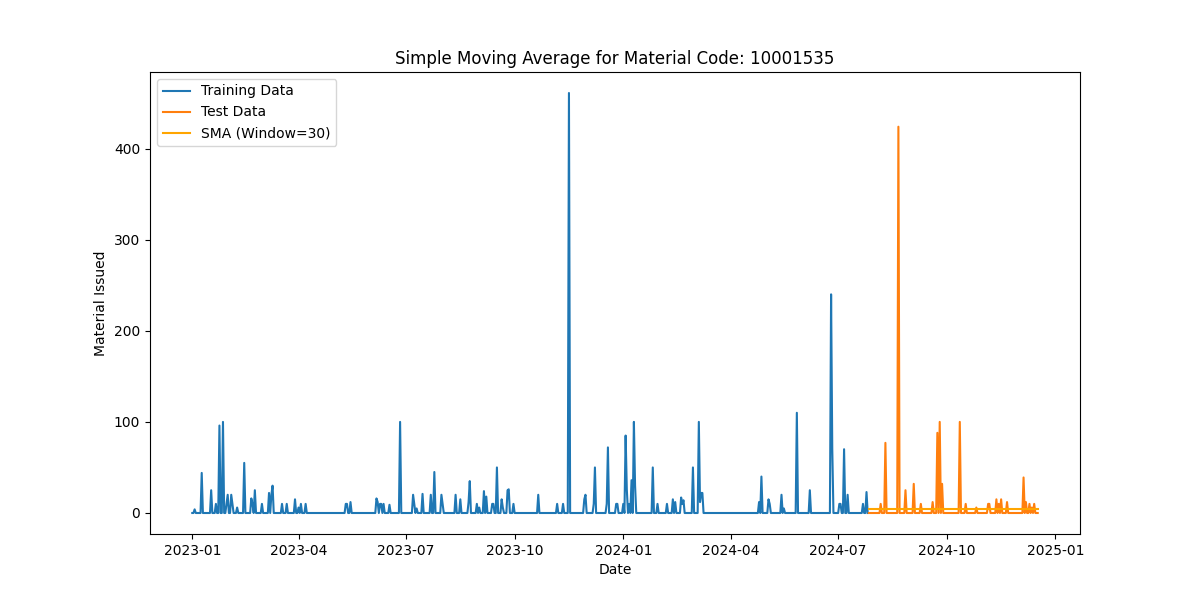 Simple Moving Average for Material Code: 10001535
Training Data
Test Data
SMA (Window=30)
Material Issued
400
300
200
100
0
2023-01 2023-04 2023-07 2023-10 2024-01 2024-04 2024-07 2024-10 2025-01
Date